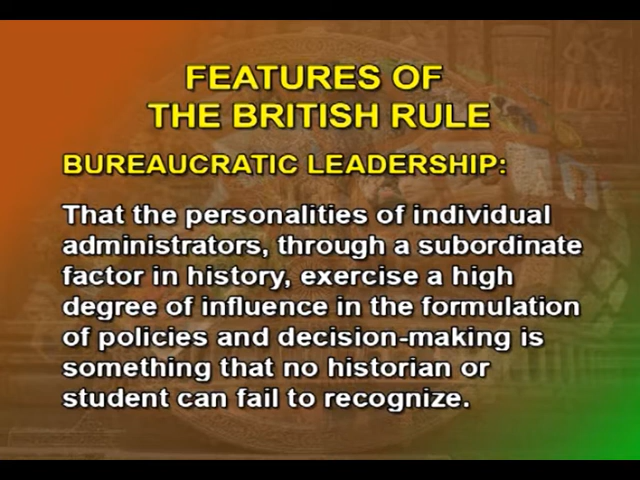 FEATURES OF
THE BRITISH RULE
BUREAUCRATIC LEADERSHIP:
That the personalities of individual
administrators, through a subordinate
factor in history, exercise a high
degree of influence in the formulation
of policies and decision-making is
something that no historian or
student can fail to recognize.